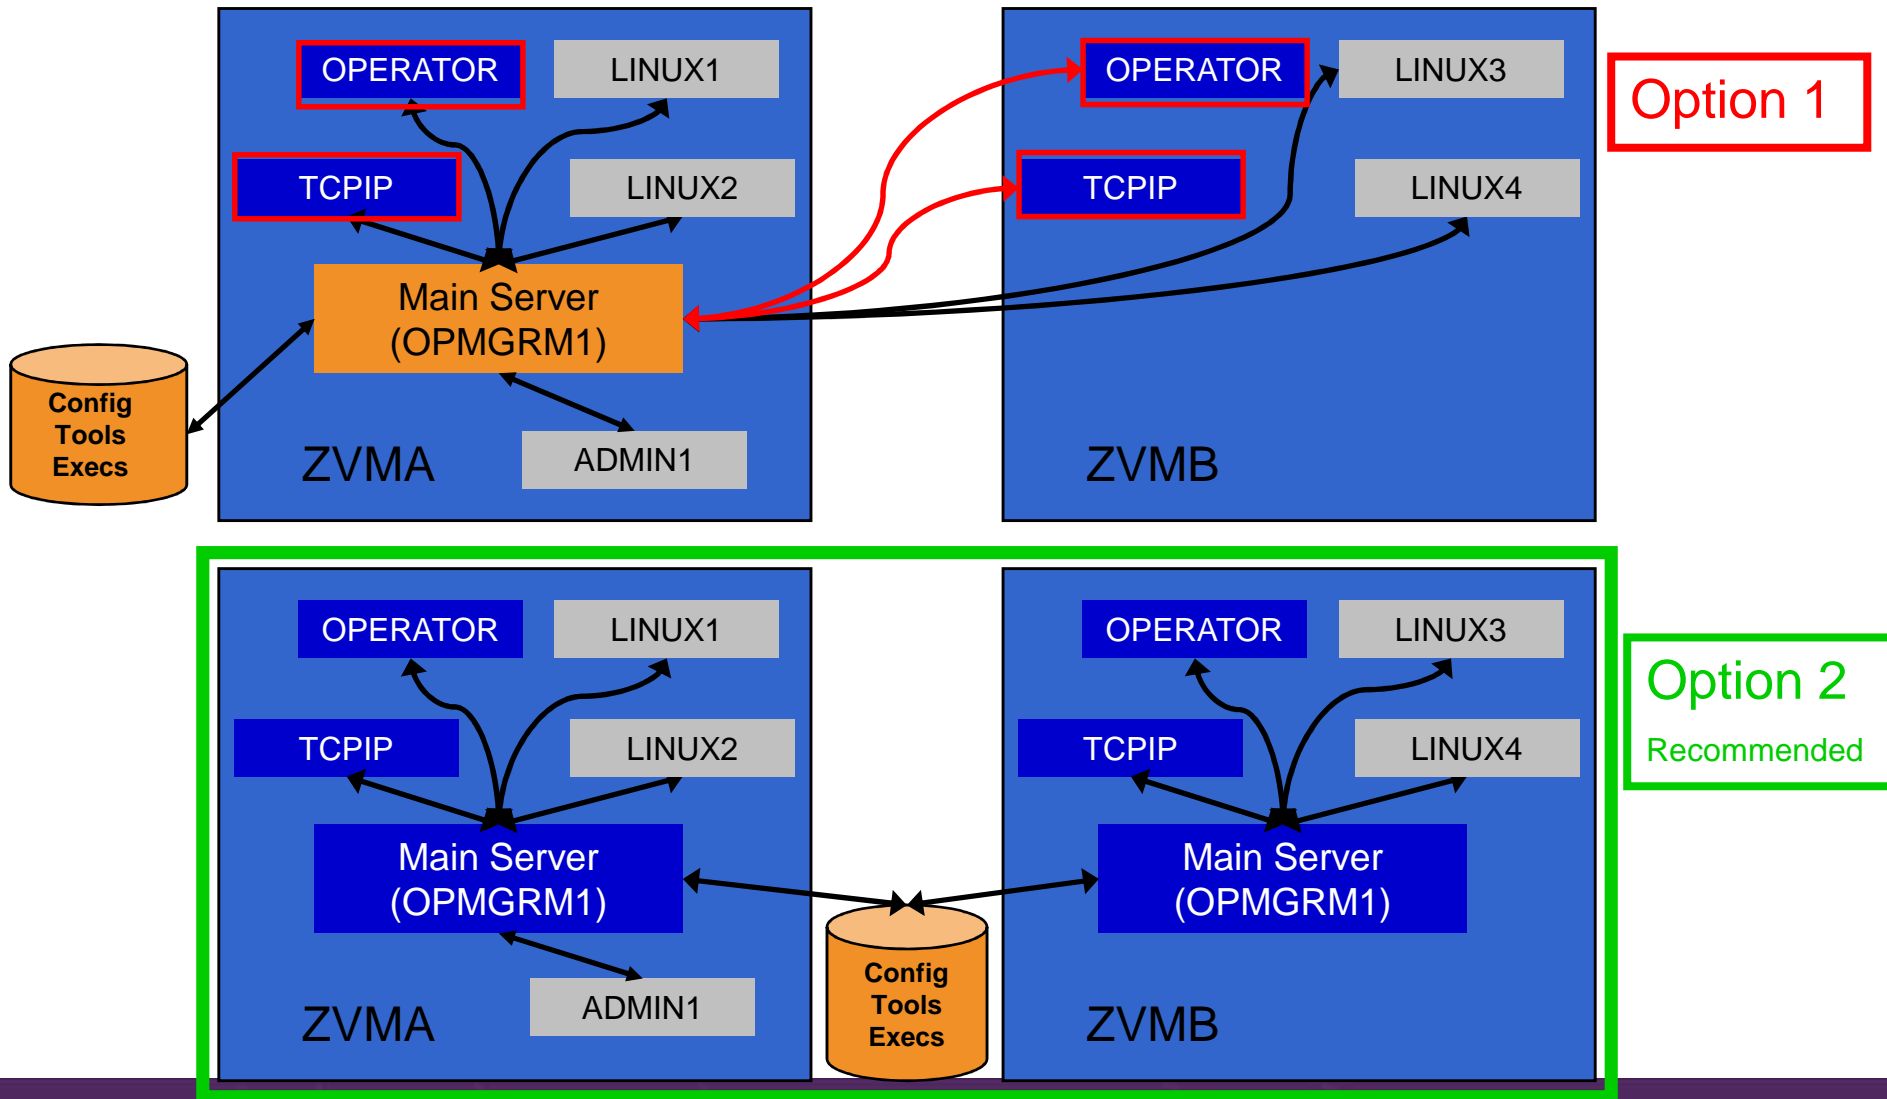 OPERATOR
LINUX1
TCPIP
LINUX2
Main Server
(OPMGRM1)
ADMIN1
ZVMA
Config
Tools
Execs
OPERATOR
LINUX3
TCPIP
LINUX4
ZVMB
Option 1
OPERATOR
LINUX1
TCPIP
LINUX2
Main Server
(OPMGRM1)
ADMIN1
ZVMA
Config
Tools
Execs
OPERATOR
LINUX3
TCPIP
LINUX4
Main Server
(OPMGRM1)
ZVMB
Option 2
Recommended